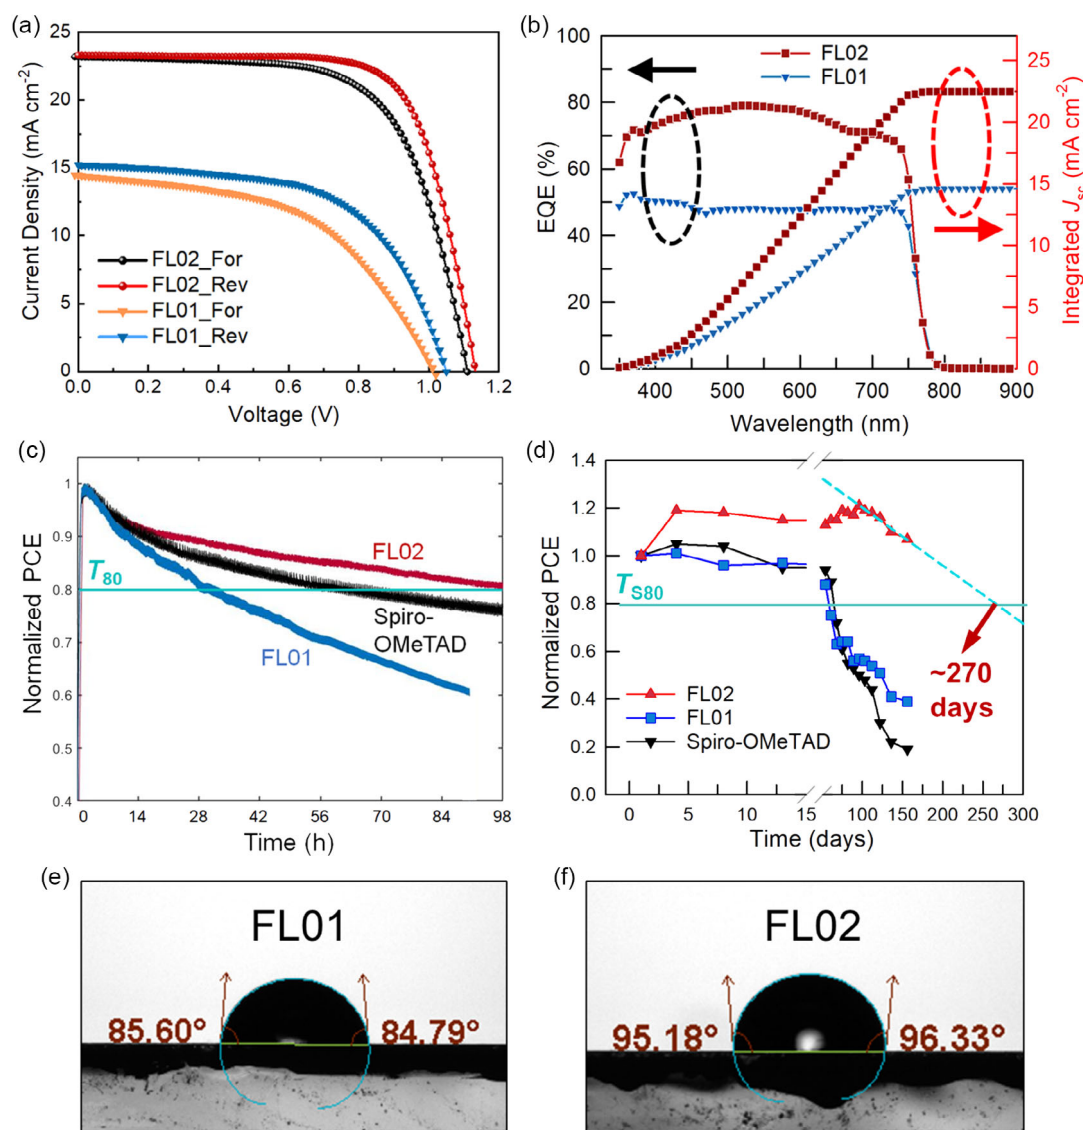 (a)
25
20
15
10
5
0
0.0 0.2 0.4 0.6 0.8 1.0 1.2
Current Density (mA cm⁻²)
Voltage (V)
FL02_For
FL02_Rev
FL01_For
FL01_Rev
(b)
100
80
60
40
20
0
400 500 600 700 800 900
EQE (%)
Wavelength (nm)
FL02
FL01
25
20
15
10
5
0
Integrated Jsc (mA cm⁻²)
(c)
1
0.9
0.8
0.7
0.6
0.5
0.4
0 14 28 42 56 70 84 98
Normalized PCE
Time (h)
T80
FL02
Spiro-
OMeTAD
FL01
(d)
1.4
1.2
1.0
0.8
0.6
0.4
0.2
0.0
0 5 10 15 50 100 150 200 250 300
Normalized PCE
Time (days)
TS80
~270
days
FL02
FL01
Spiro-OMeTAD
(e)
FL01
85.60° 84.79°
(f)
FL02
95.18° 96.33°